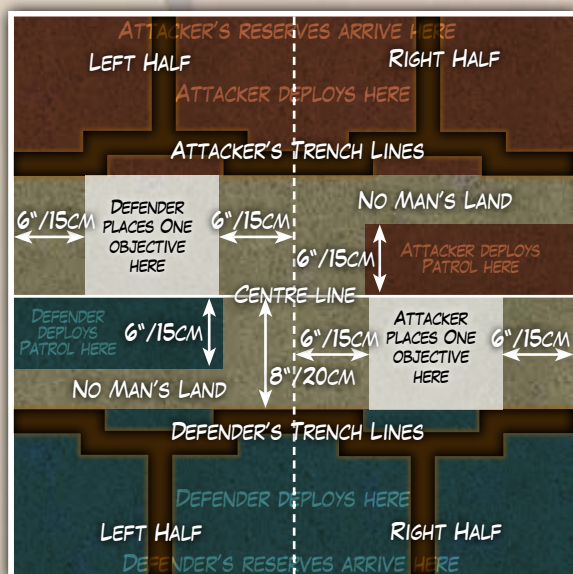 ATTACKER'S RESERVES ARRIVE HERE
LEFT HALF
RIGHT HALF
ATTACKER DEPLOYS HERE
ATTACKER'S TRENCH LINES
NO MAN'S LAND
DEFENDER
PLACES ONE
OBJECTIVE
HERE
6"/15CM
6"/15CM
6"/15CM
ATTACKER DEPLOYS
PATROL HERE
CENTRE LINE
DEFENDER
DEPLOYS
PATROL HERE
6"/15CM
ATTACKER
PLACES ONE
OBJECTIVE
HERE
6"/15CM
6"/15CM
8"/20CM
NO MAN'S LAND
DEFENDER'S TRENCH LINES
DEFENDER DEPLOYS HERE
LEFT HALF
RIGHT HALF
DEFENDER'S RESERVES ARRIVE HERE